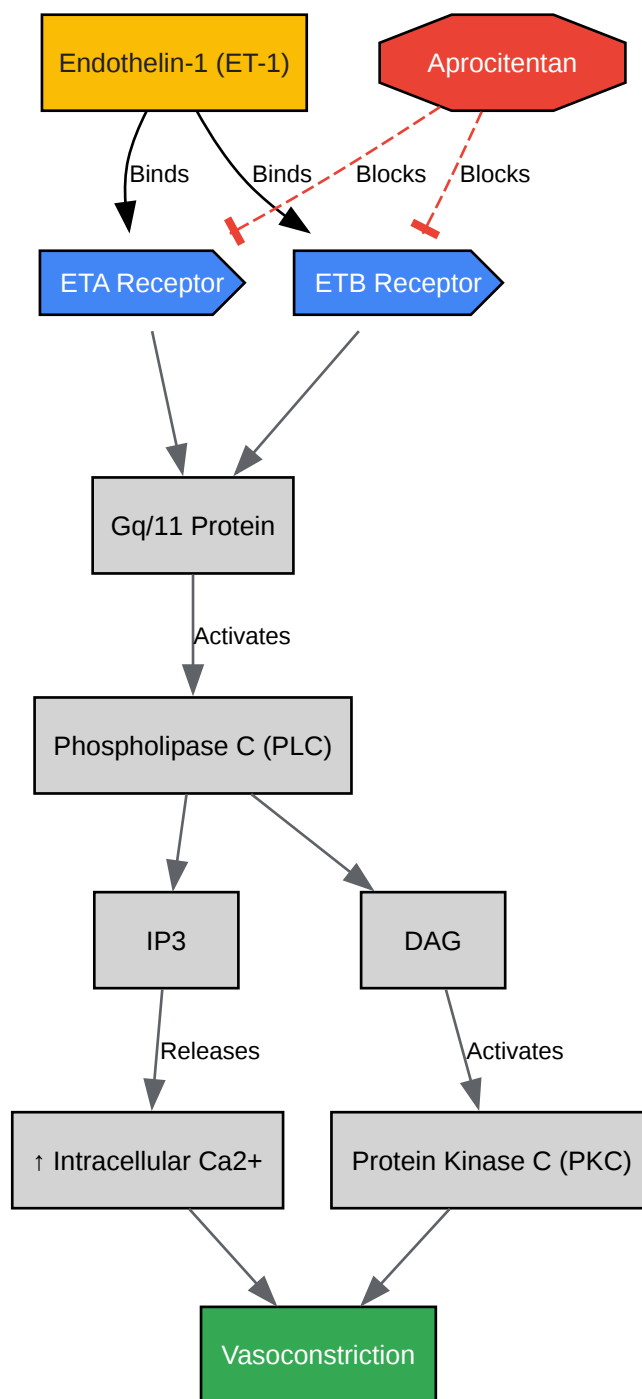 Endothelin-1 (ET-1)
Aprocitentan
Binds
Binds
Blocks
Blocks
ETA Receptor
ETB Receptor
Gq/11 Protein
Activates
Phospholipase C (PLC)
IP3
DAG
Releases
Activates
↑ Intracellular Ca2+
Protein Kinase C (PKC)
Vasoconstriction